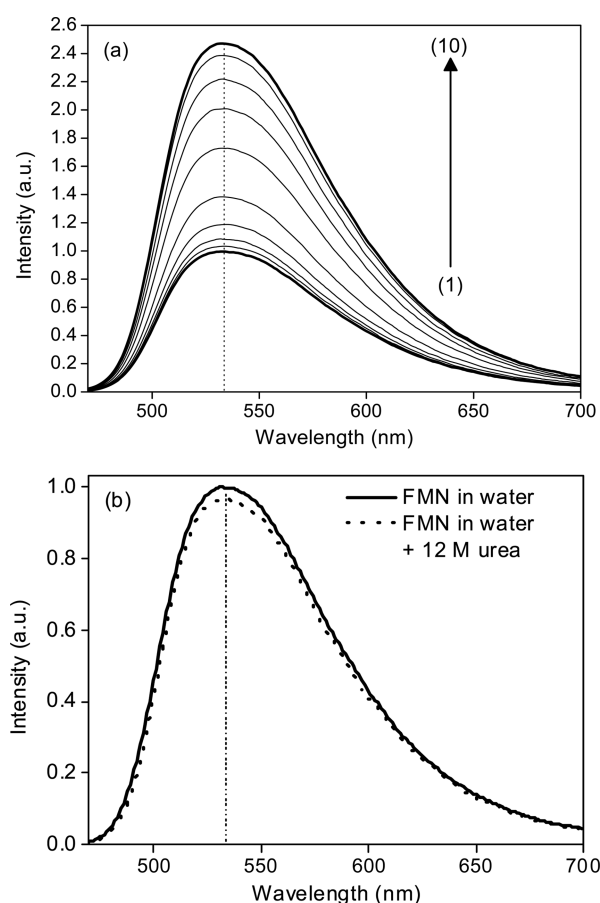 (a)
(10)
(1)
2.6
2.4
2.2
2.0
1.8
1.6
1.4
1.2
1.0
0.8
0.6
0.4
0.2
0.0
Intensity (a.u.)
500 550 600 650 700
Wavelength (nm)
(b)
FMN in water
FMN in water
+ 12 M urea
1.0
0.8
0.6
0.4
0.2
0.0
Intensity (a.u.)
500 550 600 650 700
Wavelength (nm)